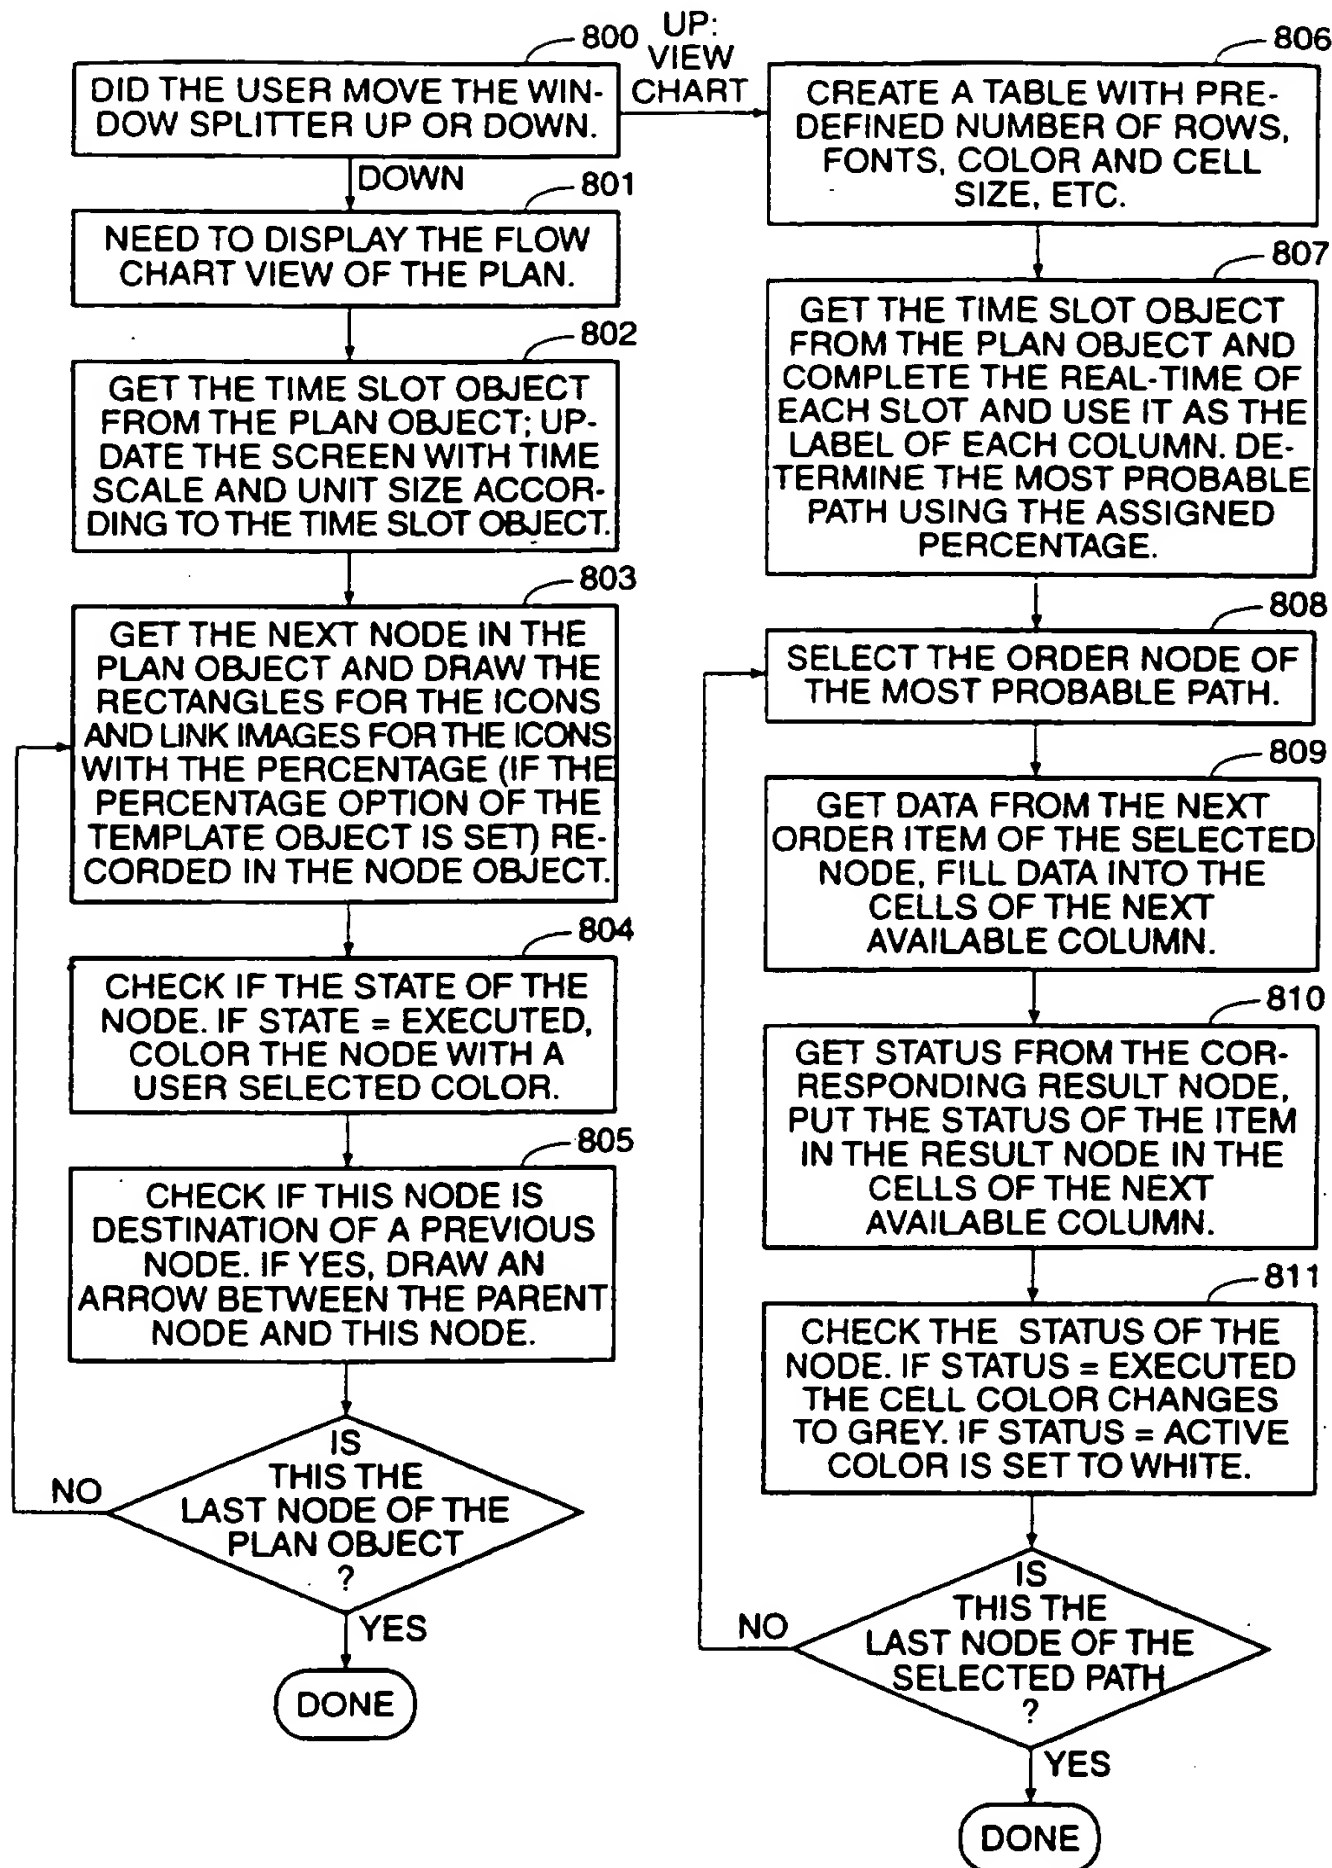 800
DID THE USER MOVE THE WIN-
DOW SPLITTER UP OR DOWN.
UP:
VIEW
CHART
DOWN
801
NEED TO DISPLAY THE FLOW
CHART VIEW OF THE PLAN.
802
GET THE TIME SLOT OBJECT
FROM THE PLAN OBJECT; UP-
DATE THE SCREEN WITH TIME
SCALE AND UNIT SIZE ACCOR-
DING TO THE TIME SLOT OBJECT.
803
GET THE NEXT NODE IN THE
PLAN OBJECT AND DRAW THE
RECTANGLES FOR THE ICONS
AND LINK IMAGES FOR THE ICONS
WITH THE PERCENTAGE (IF THE
PERCENTAGE OPTION OF THE
TEMPLATE OBJECT IS SET) RE-
CORDED IN THE NODE OBJECT.
804
CHECK IF THE STATE OF THE
NODE. IF STATE = EXECUTED,
COLOR THE NODE WITH A
USER SELECTED COLOR.
805
CHECK IF THIS NODE IS
DESTINATION OF A PREVIOUS
NODE. IF YES, DRAW AN
ARROW BETWEEN THE PARENT
NODE AND THIS NODE.
IS
THIS THE
LAST NODE OF THE
PLAN OBJECT
?
NO
YES
DONE
806
CREATE A TABLE WITH PRE-
DEFINED NUMBER OF ROWS,
FONTS, COLOR AND CELL
SIZE, ETC.
807
GET THE TIME SLOT OBJECT
FROM THE PLAN OBJECT AND
COMPLETE THE REAL-TIME OF
EACH SLOT AND USE IT AS THE
LABEL OF EACH COLUMN. DE-
TERMINE THE MOST PROBABLE
PATH USING THE ASSIGNED
PERCENTAGE.
808
SELECT THE ORDER NODE OF
THE MOST PROBABLE PATH.
809
GET DATA FROM THE NEXT
ORDER ITEM OF THE SELECTED
NODE, FILL DATA INTO THE
CELLS OF THE NEXT
AVAILABLE COLUMN.
810
GET STATUS FROM THE COR-
RESPONDING RESULT NODE,
PUT THE STATUS OF THE ITEM
IN THE RESULT NODE IN THE
CELLS OF THE NEXT
AVAILABLE COLUMN.
811
CHECK THE STATUS OF THE
NODE. IF STATUS = EXECUTED
THE CELL COLOR CHANGES
TO GREY. IF STATUS = ACTIVE
COLOR IS SET TO WHITE.
IS
THIS THE
LAST NODE OF THE
SELECTED PATH
?
NO
YES
DONE